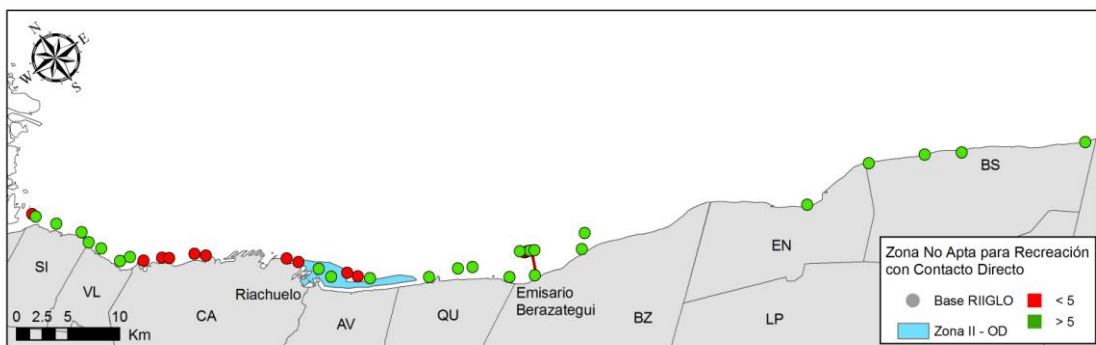 N
E
W
S
BS
EN
SI
VL
Riachuelo
Emisario
Berazategui
CA
AV
QU
BZ
LP
0 2.5 5 10
Km
Zona No Apta para Recreación
con Contacto Directo
Base RIIGLO
< 5
Zona II - OD
> 5